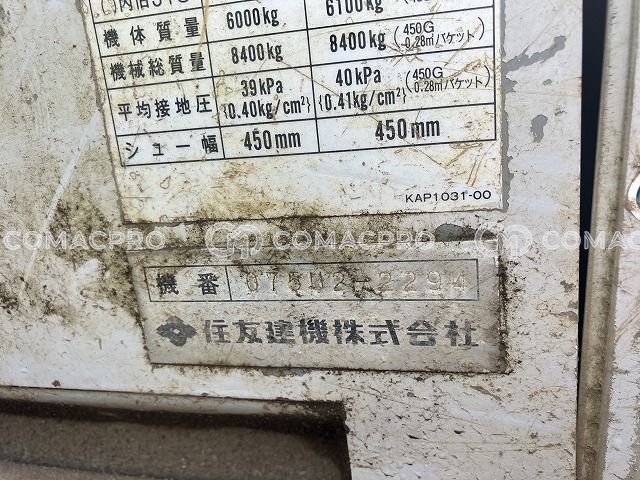 機体質量 6000kg 6100kg
機械総質量 8400kg 8400kg (450G -0.28㎥バケット)
平均接地圧 39kPa {0.40kg/c㎡} 40kPa {0.41kg/c㎡} (450G 0.28㎥バケット)
シュー幅 450mm 450mm
KAP1031-00
COMACPRO COMACPRO COMACPRO
機番 078U2-2294
住友建機株式会社